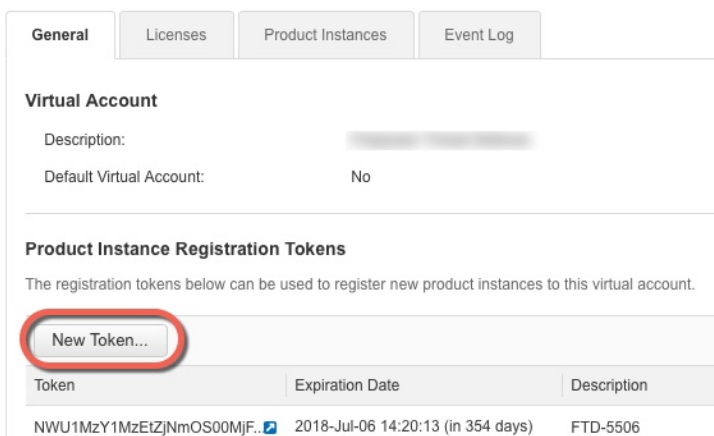 General Licenses Product Instances Event Log
Virtual Account
Description:
Default Virtual Account: No
Product Instance Registration Tokens
The registration tokens below can be used to register new product instances to this virtual account.
New Token...
Token Expiration Date Description
NWU1MzY1MzEtZjNmOS00MjF.. 2018-Jul-06 14:20:13 (in 354 days) FTD-5506